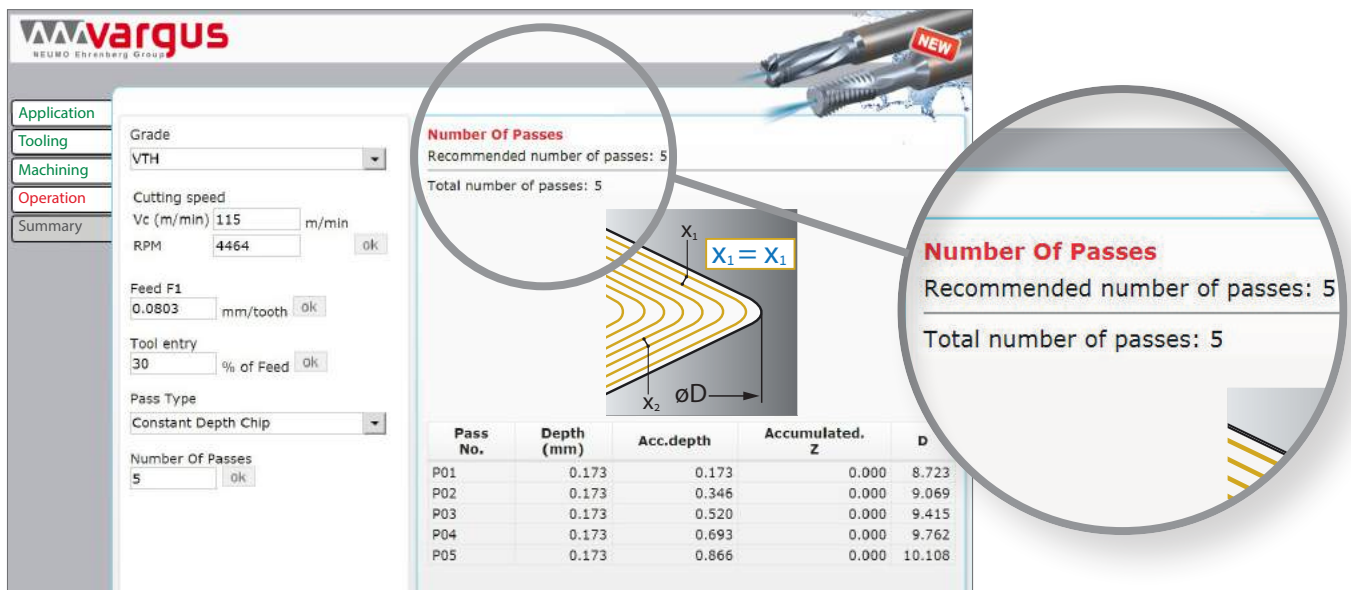 vargus
NEUMO Ehrenberg Group
NEW
Application
Tooling
Machining
Operation
Summary
Grade
VTH
Cutting speed
Vc (m/min) 115 m/min
RPM 4464 ok
Feed F1
0.0803 mm/tooth ok
Tool entry
30 % of Feed ok
Pass Type
Constant Depth Chip
Number Of Passes
5 ok
Number Of Passes
Recommended number of passes: 5
Total number of passes: 5
X₁
X₁ = X₁
X₂ øD
Pass No. Depth (mm) Acc.depth Accumulated. Z D
P01 0.173 0.173 0.000 8.723
P02 0.173 0.346 0.000 9.069
P03 0.173 0.520 0.000 9.415
P04 0.173 0.693 0.000 9.762
P05 0.173 0.866 0.000 10.108
Number Of Passes
Recommended number of passes: 5
Total number of passes: 5